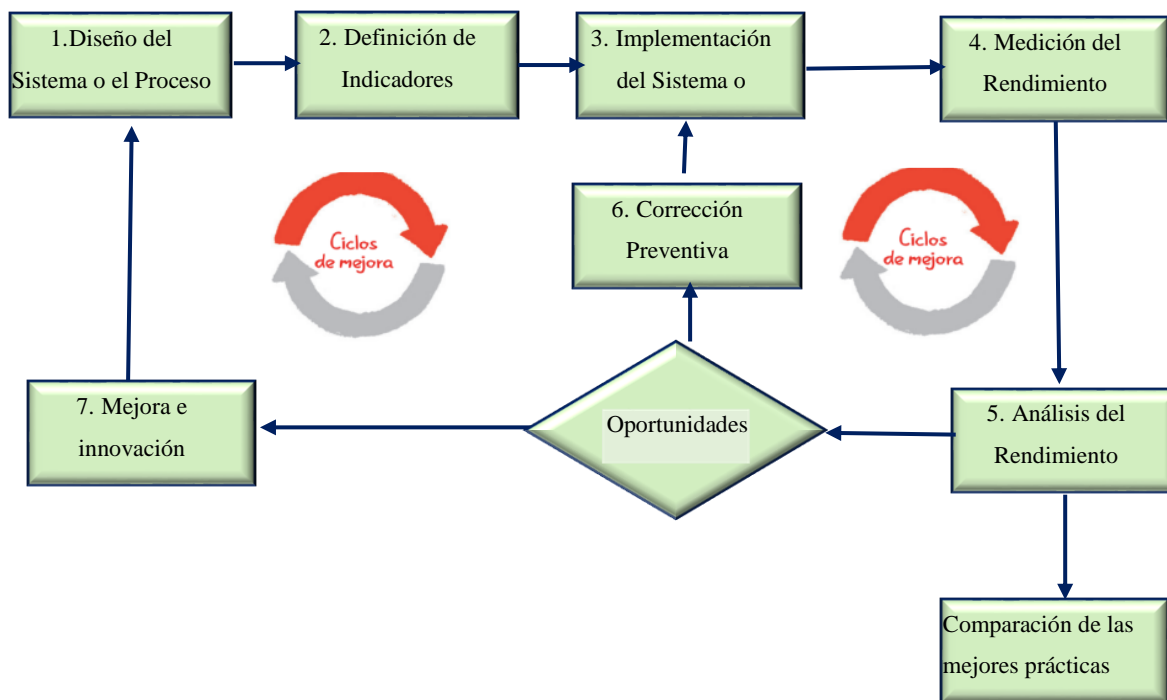 1.Diseño del
Sistema o el Proceso
2. Definición de
Indicadores
3. Implementación
del Sistema o
4. Medición del
Rendimiento
Ciclos
de mejora
6. Corrección
Preventiva
Ciclos
de mejora
7. Mejora e
innovación
Oportunidades
5. Análisis del
Rendimiento
Comparación de las
mejores prácticas